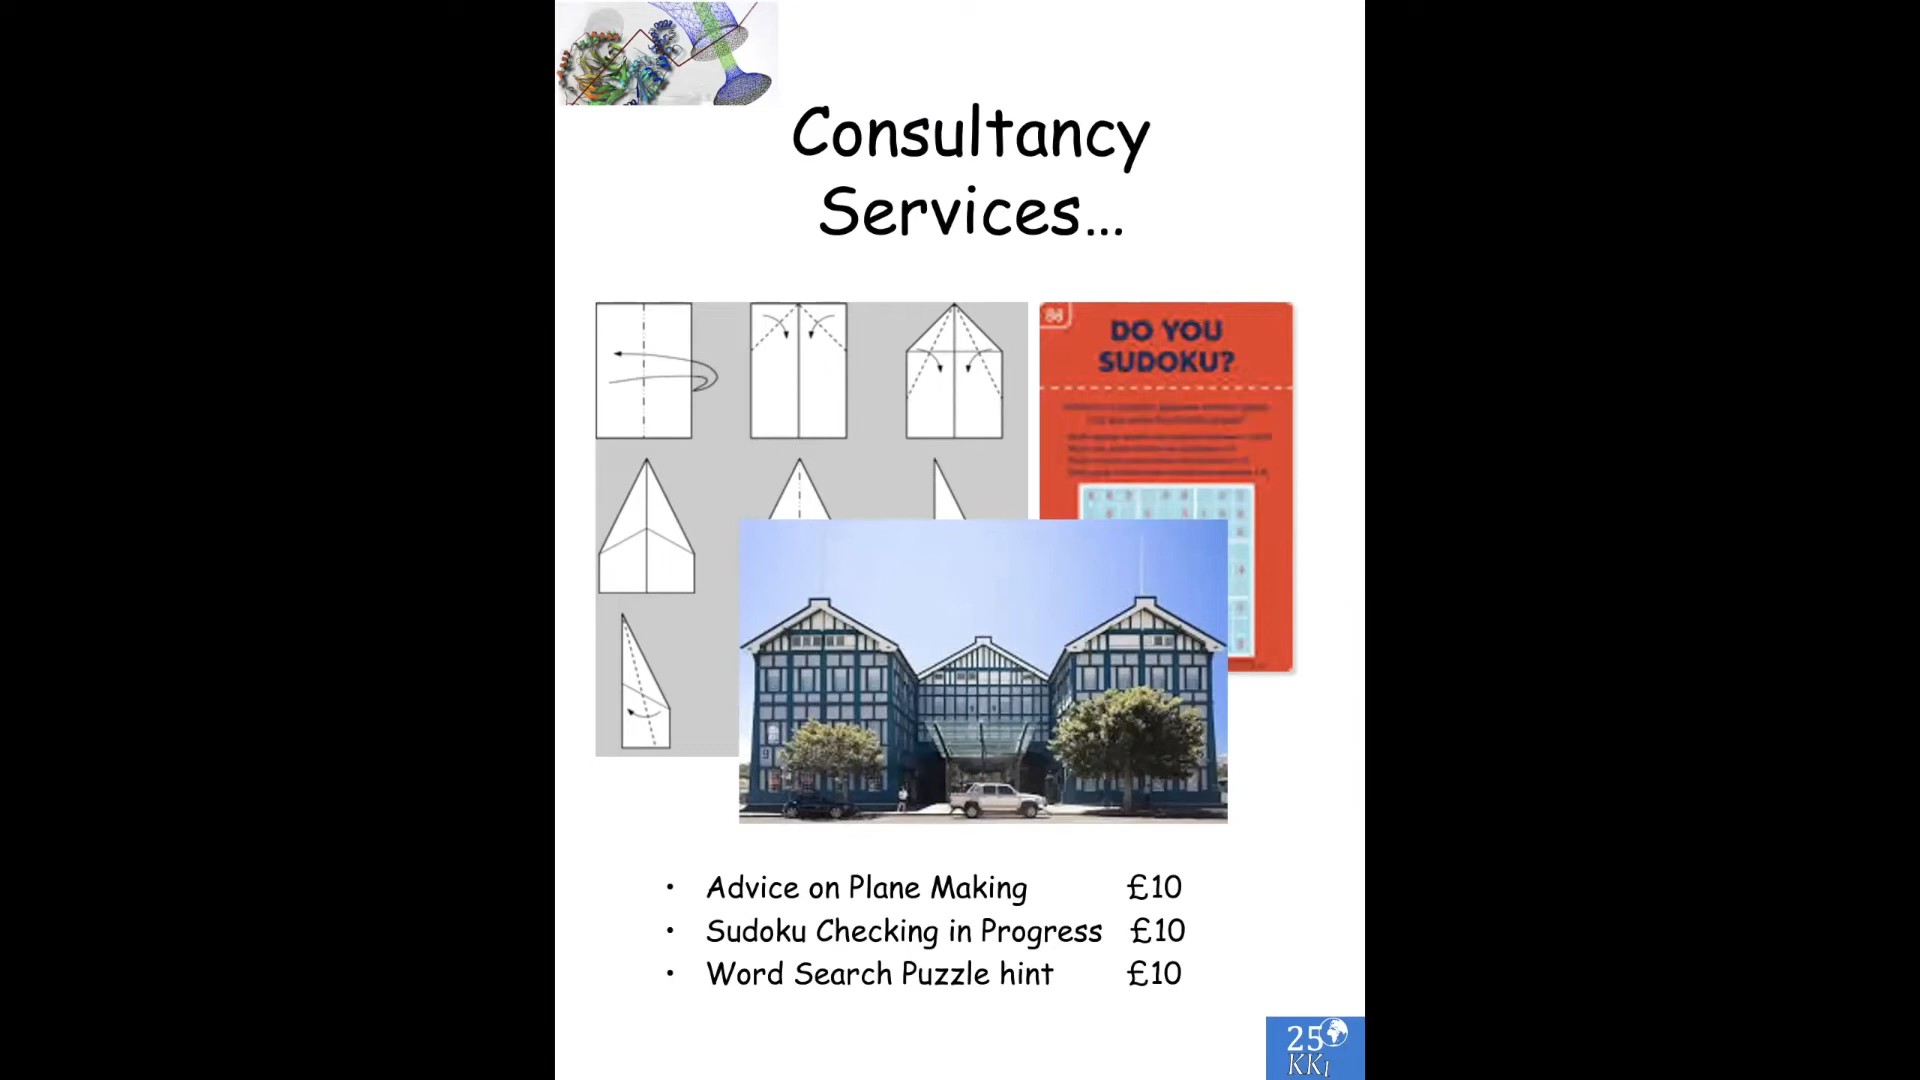 Consultancy
Services...
86
DO YOU
SUDOKU?
• Advice on Plane Making £10
• Sudoku Checking in Progress £10
• Word Search Puzzle hint £10
25
KKI